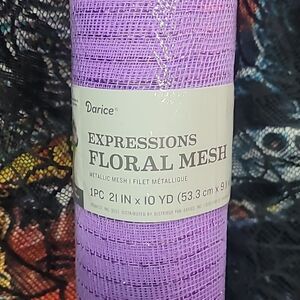 Darice®
EXPRESSIONS
FLORAL MESH
METALLIC MESH | FILET MÉTALLIQUE
1PC 21 IN x 10 YD (53.3 cm x 9